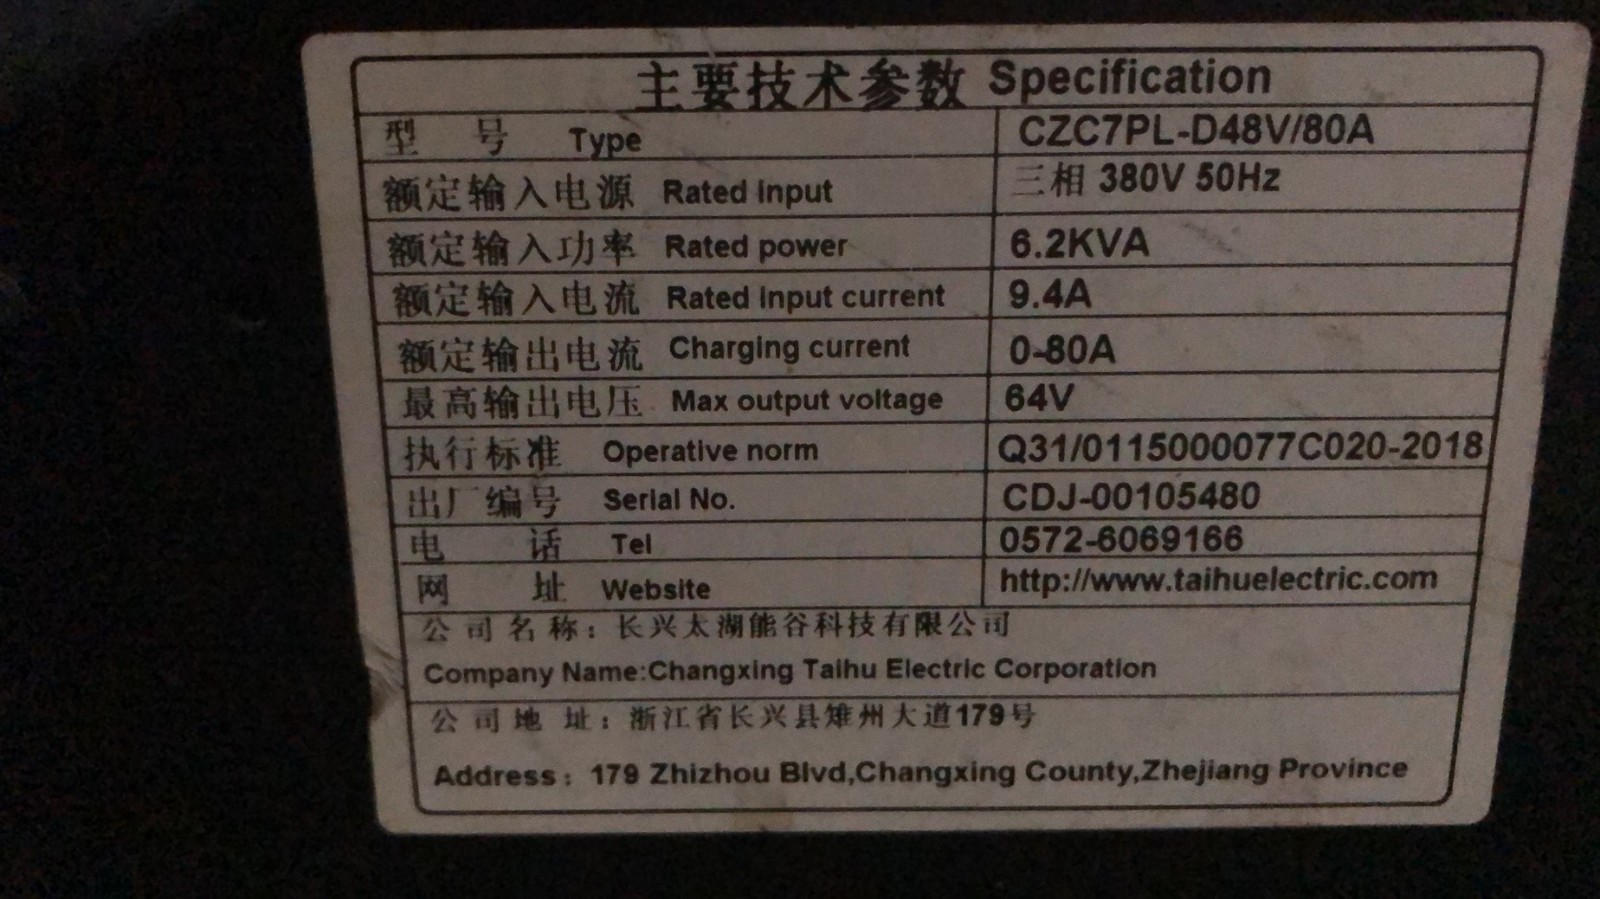 主要技术参数 Specification
型 号 Type CZC7PL-D48V/80A
额定输入电源 Rated input 三相 380V 50Hz
额定输入功率 Rated power 6.2KVA
额定输入电流 Rated input current 9.4A
额定输出电流 Charging current 0-80A
最高输出电压 Max output voltage 64V
执行标准 Operative norm Q31/0115000077C020-2018
出厂编号 Serial No. CDJ-00105480
电 话 Tel 0572-6069166
网 址 Website http://www.taihuelectric.com
公司名称：长兴太湖能谷科技有限公司
Company Name:Changxing Taihu Electric Corporation
公司地址：浙江省长兴县雉州大道179号
Address：179 Zhizhou Blvd,Changxing County,Zhejiang Province